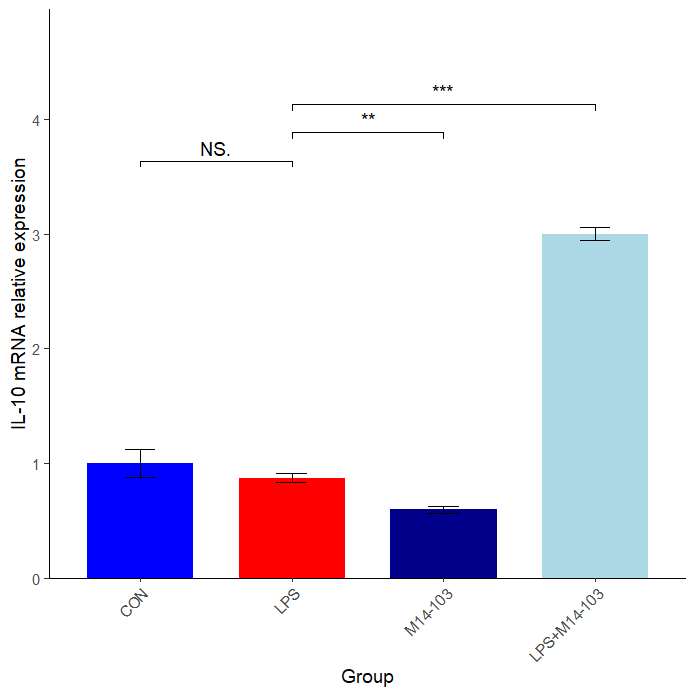 ***
**
NS.
4
3
2
1
0
IL-10 mRNA relative expression
CON
LPS
M14-103
LPS+M14-103
Group